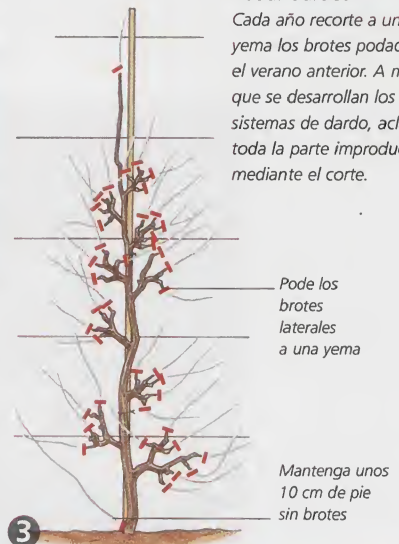 Cada año recorte a un
yema los brotes podad
el verano anterior. A m
que se desarrollan los
sistemas de dardo, acl
toda la parte improdu
mediante el corte.
Pode los
brotes
laterales
a una yema
Mantenga unos
10 cm de pie
sin brotes
3